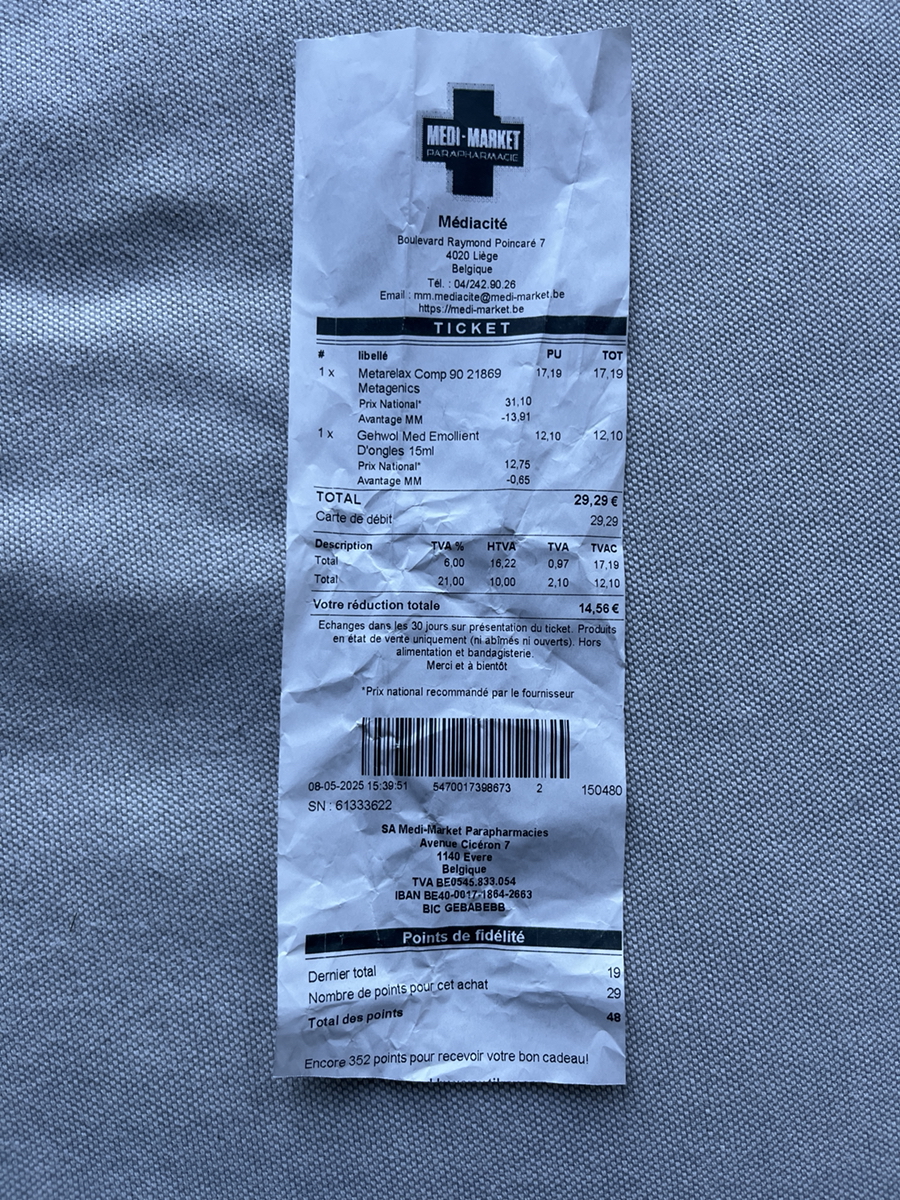 MEDI-MARKET
PARAPHARMACIE
Médiacité
Boulevard Raymond Poincaré 7
4020 Liège
Belgique
Tél. : 04/242.90.26
Email : mm.mediacite@medi-market.be
https://medi-market.be
TICKET
# libellé PU TOT
1 x Metarelax Comp 90 21869 17,19 17,19
Metagenics
Prix National* 31,10
Avantage MM -13,91
1 x Gehwol Med Emollient 12,10 12,10
D'ongles 15ml
Prix National* 12,75
Avantage MM -0,65
TOTAL 29,29 €
Carte de débit 29,29
Description TVA % HTVA TVA TVAC
Total 6,00 16,22 0,97 17,19
Total 21,00 10,00 2,10 12,10
Votre réduction totale 14,56 €
Echanges dans les 30 jours sur présentation du ticket. Produits
en état de vente uniquement (ni abîmés ni ouverts). Hors
alimentation et bandagisterie.
Merci et à bientôt
*Prix national recommandé par le fournisseur
08-05-2025 15:39:51 5470017398673 2 150480
SN : 61333622
SA Medi-Market Parapharmacies
Avenue Cicéron 7
1140 Evere
Belgique
TVA BE0545.833.054
IBAN BE40-0017-1864-2663
BIC GEBABEBB
Points de fidélité
Dernier total 19
Nombre de points pour cet achat 29
Total des points 48
Encore 352 points pour recevoir votre bon cadeau!